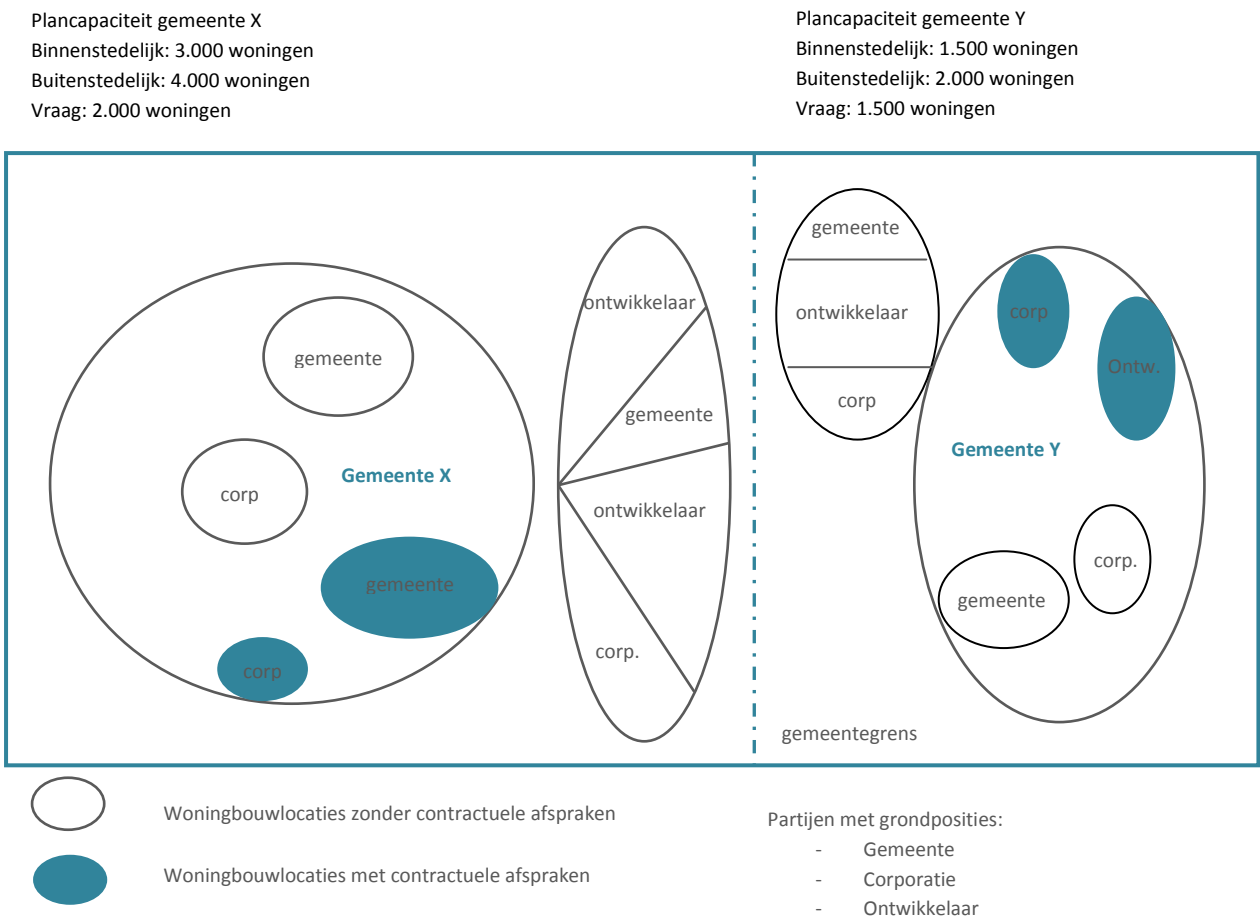 Plancapaciteit gemeente X
Binnenstedelijk: 3.000 woningen
Buitenstedelijk: 4.000 woningen
Vraag: 2.000 woningen
Plancapaciteit gemeente Y
Binnenstedelijk: 1.500 woningen
Buitenstedelijk: 2.000 woningen
Vraag: 1.500 woningen
gemeente
corp
Gemeente X
gemeente
corp
ontwikkelaar
gemeente
ontwikkelaar
corp.
gemeente
ontwikkelaar
corp
corp
Ontw.
Gemeente Y
corp.
gemeente
gemeentegrens
Woningbouwlocaties zonder contractuele afspraken
Woningbouwlocaties met contractuele afspraken
Partijen met grondposities:
- Gemeente
- Corporatie
- Ontwikkelaar